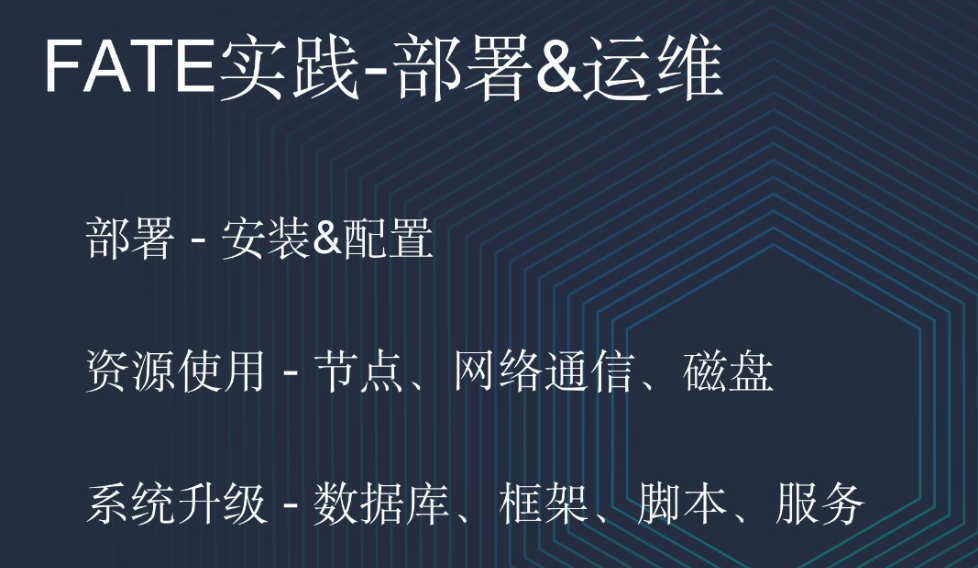 FATE实践-部署&运维
部署 - 安装&配置
资源使用 - 节点、网络通信、磁盘
系统升级 - 数据库、框架、脚本、服务